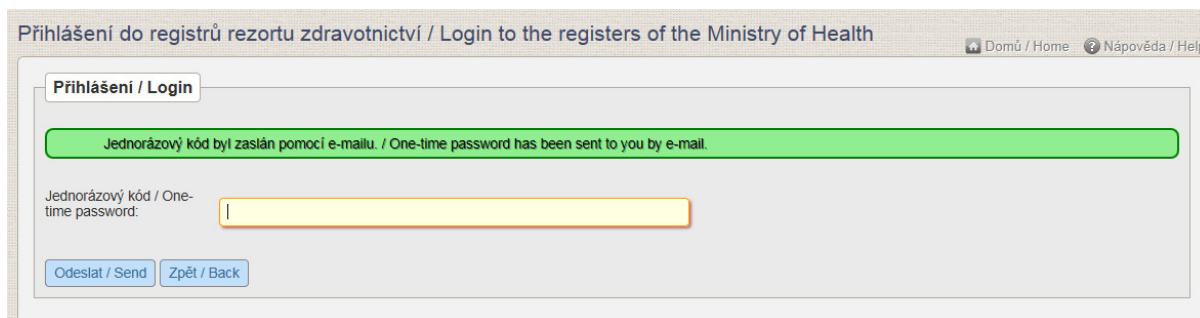 Přihlášení do registrů rezortu zdravotnictví / Login to the registers of the Ministry of Health
Domů / Home Nápověda / Help
Přihlášení / Login
Jednorázový kód byl zaslán pomocí e-mailu. / One-time password has been sent to you by e-mail.
Jednorázový kód / One-
time password:
Odeslat / Send Zpět / Back